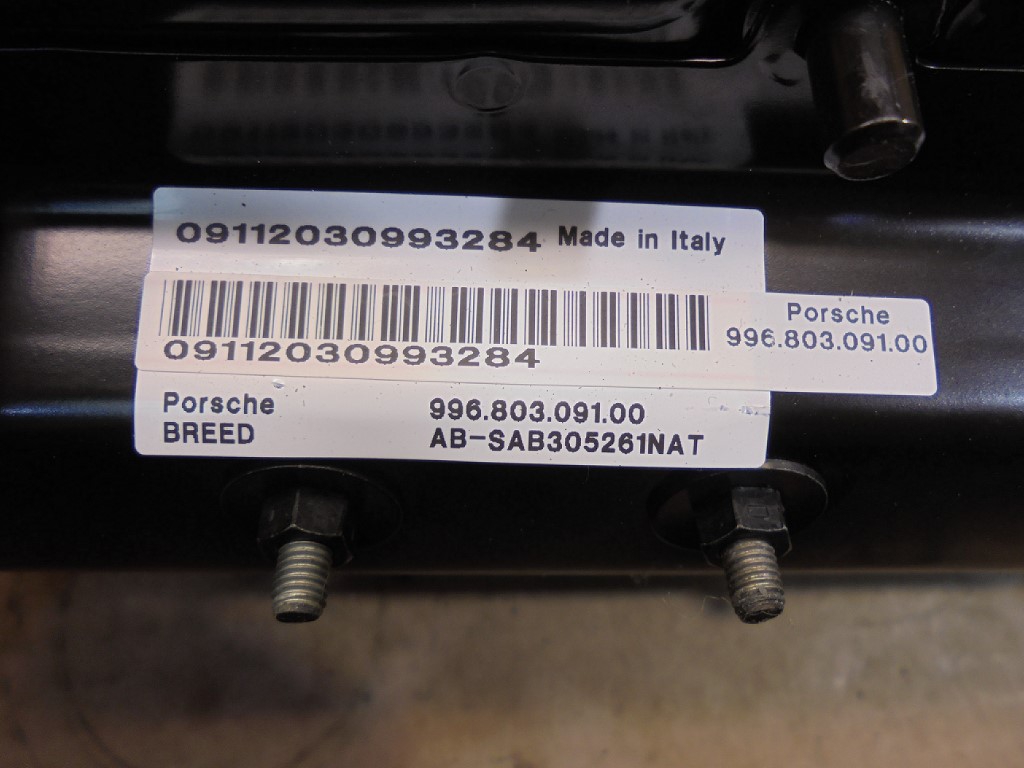 09112030993284 Made in Italy
09112030993284
Porsche
996.803.091.00
Porsche 996.803.091.00
BREED AB-SAB305261NAT